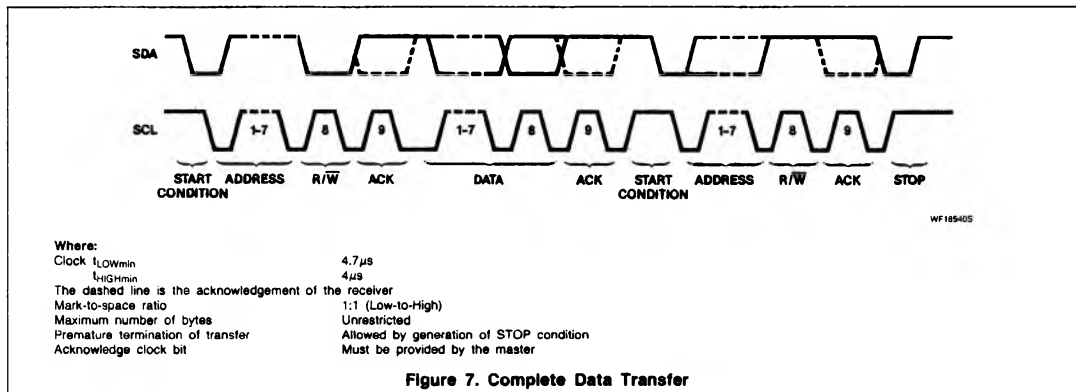 SDA
SCL
1–7 8 9 1–7 8 9 1–7 8 9
START CONDITION ADDRESS R/W̅ ACK DATA ACK START CONDITION ADDRESS R/W̅ ACK STOP
WF18540S
Where:
Clock tLOWmin 4.7μs
tHIGHmin 4μs
The dashed line is the acknowledgement of the receiver
Mark-to-space ratio 1:1 (Low-to-High)
Maximum number of bytes Unrestricted
Premature termination of transfer Allowed by generation of STOP condition
Acknowledge clock bit Must be provided by the master
Figure 7. Complete Data Transfer